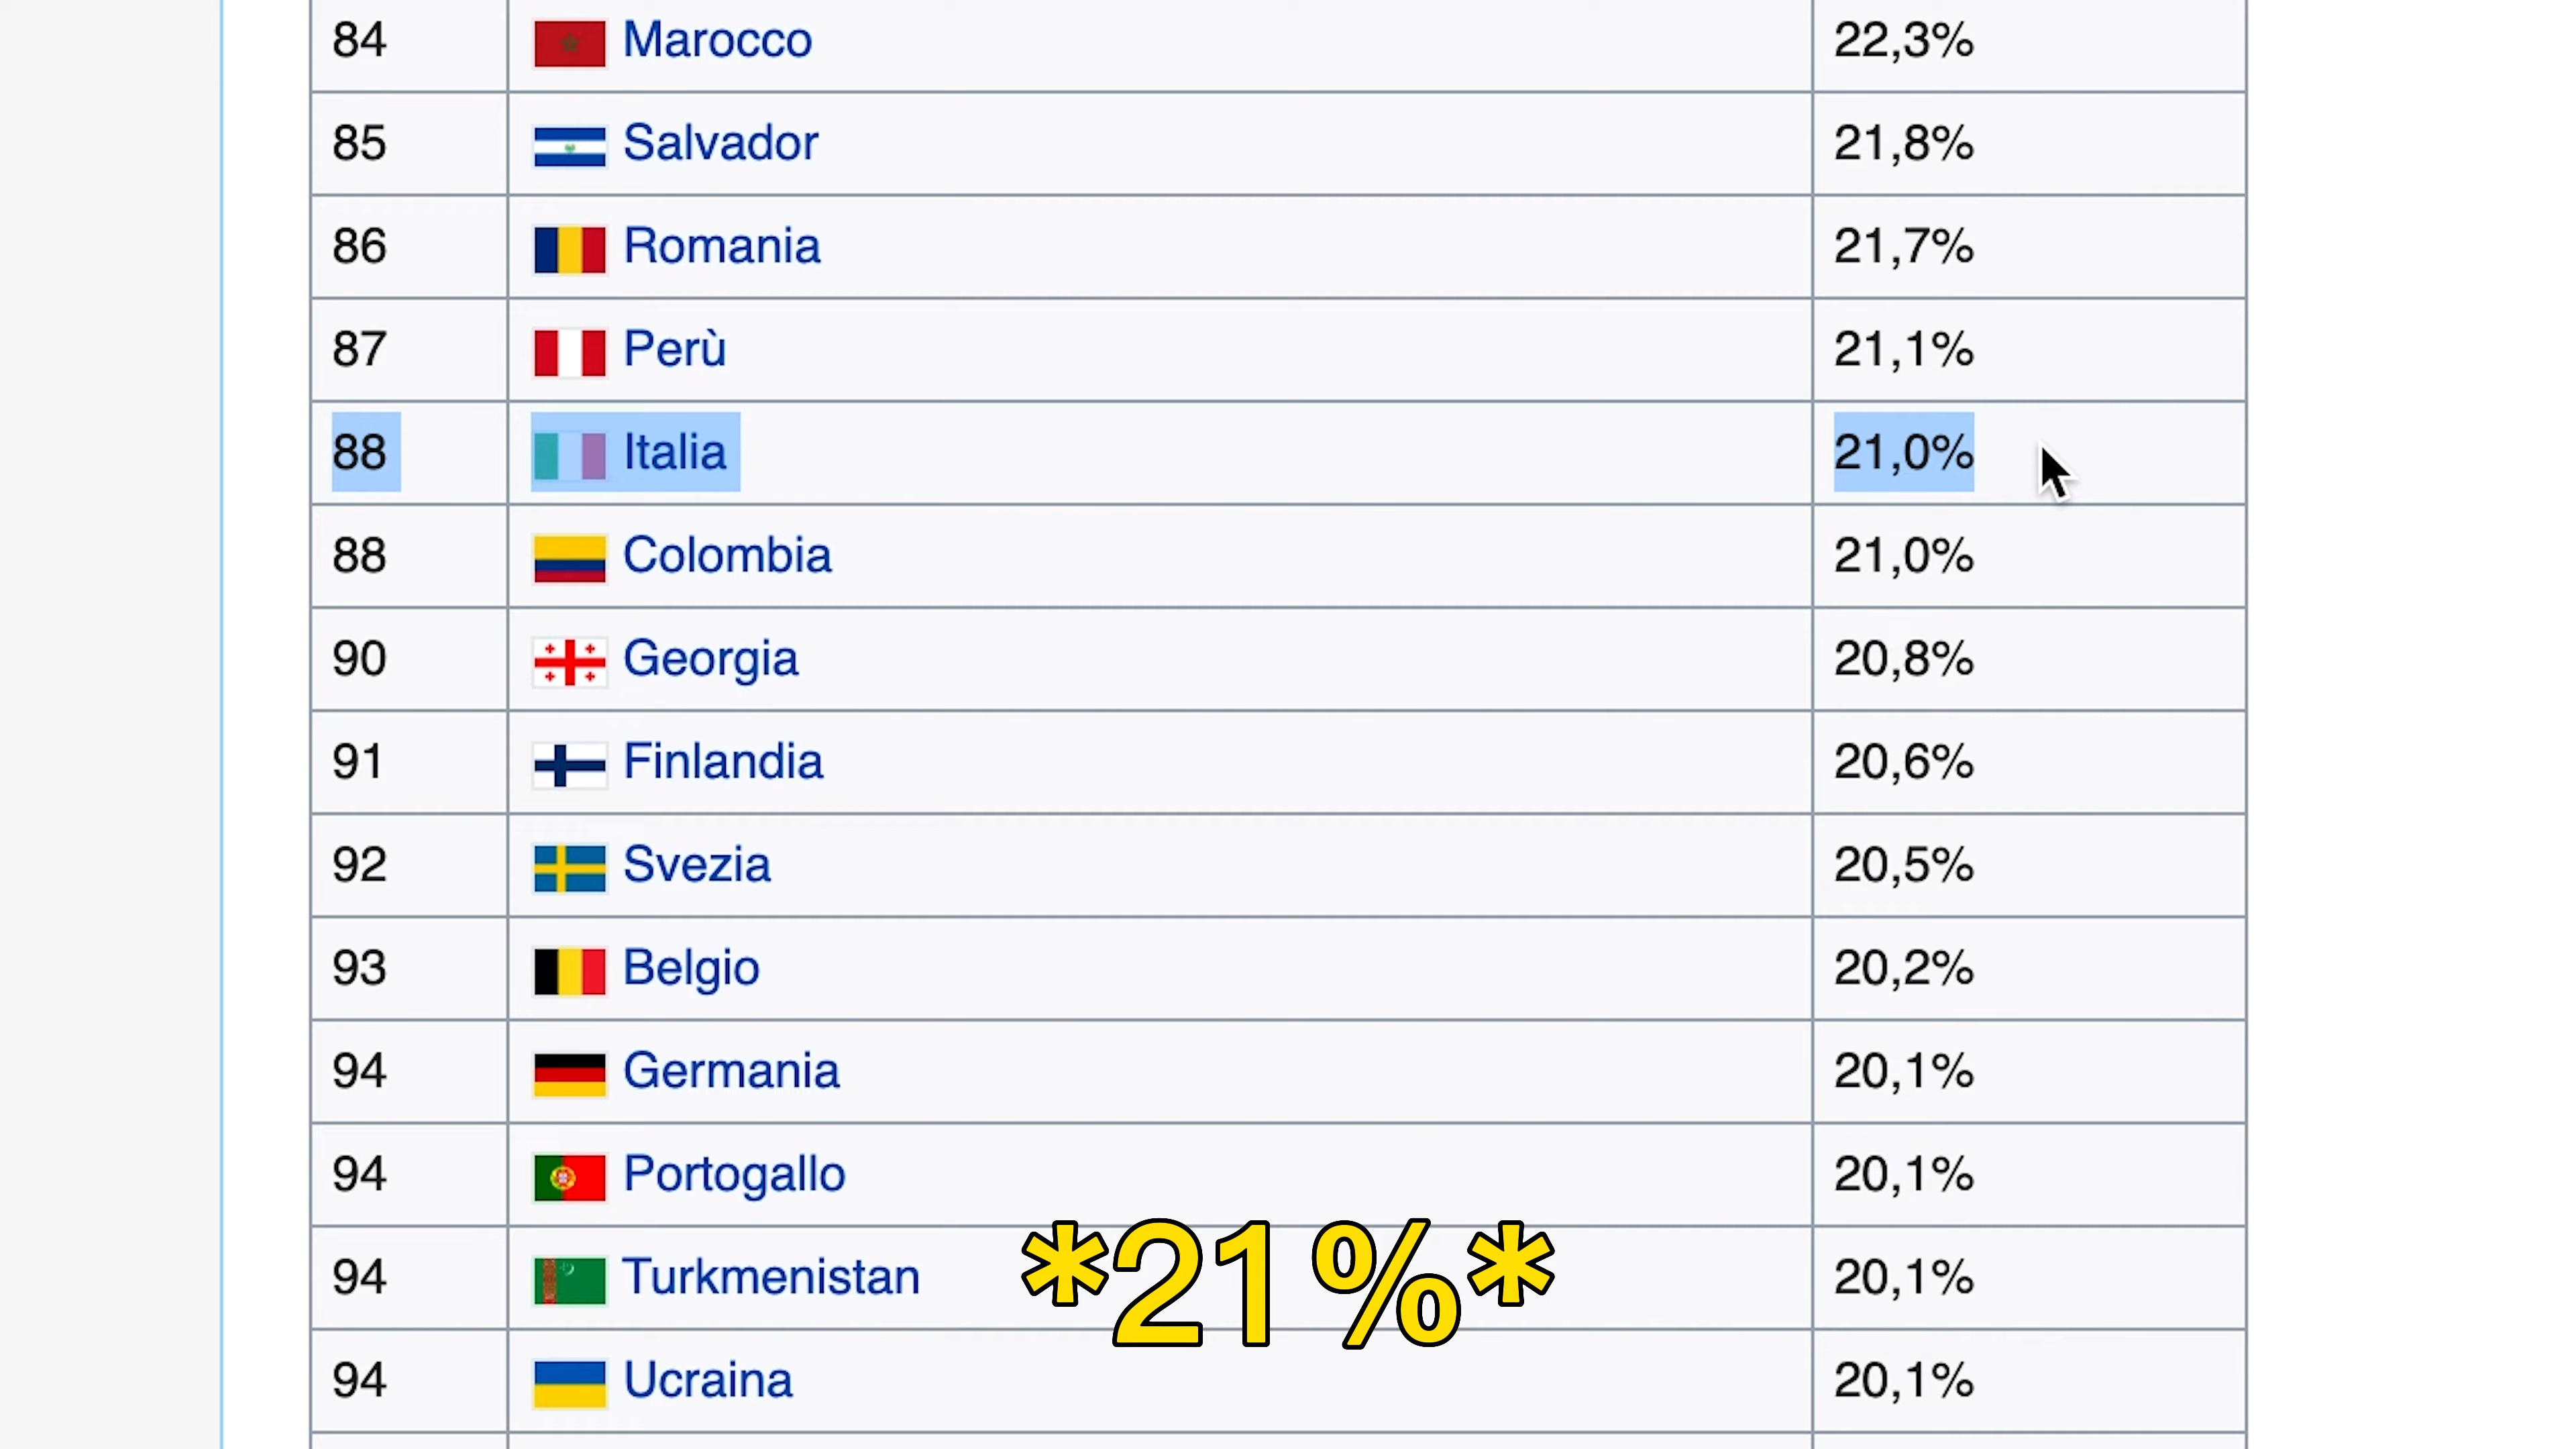 84 Marocco 22,3%
85 Salvador 21,8%
86 Romania 21,7%
87 Perù 21,1%
88 Italia 21,0%
88 Colombia 21,0%
90 Georgia 20,8%
91 Finlandia 20,6%
92 Svezia 20,5%
93 Belgio 20,2%
94 Germania 20,1%
94 Portogallo 20,1%
94 Turkmenistan 20,1%
*21%*
94 Ucraina 20,1%